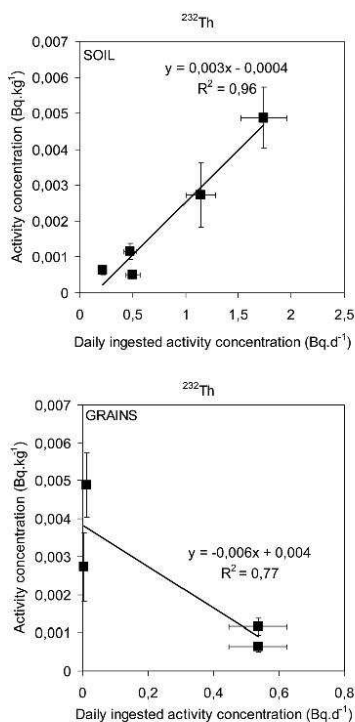 ²³²Th
0,007
0,006
0,005
0,004
0,003
0,002
0,001
0
SOIL
y = 0,003x - 0,0004
R² = 0,96
Activity concentration (Bq.kg⁻¹)
0 0,5 1 1,5 2 2,5
Daily ingested activity concentration (Bq.d⁻¹)
²³²Th
0,007
0,006
0,005
0,004
0,003
0,002
0,001
0
GRAINS
y = -0,006x + 0,004
R² = 0,77
Activity concentration (Bq.kg⁻¹)
0 0,2 0,4 0,6 0,8
Daily ingested activity concentration (Bq.d⁻¹)